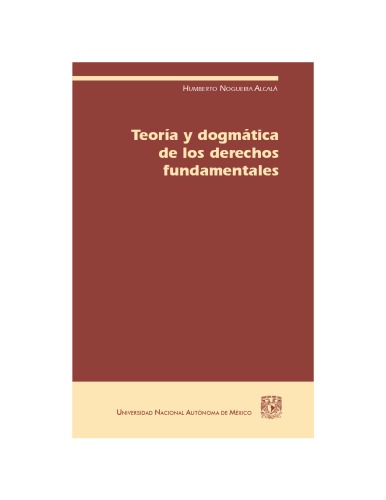 HUMBERTO NOGUEIRA ALCALÁ
Teoría y dogmática
de los derechos
fundamentales
UNIVERSIDAD NACIONAL AUTÓNOMA DE MÉXICO